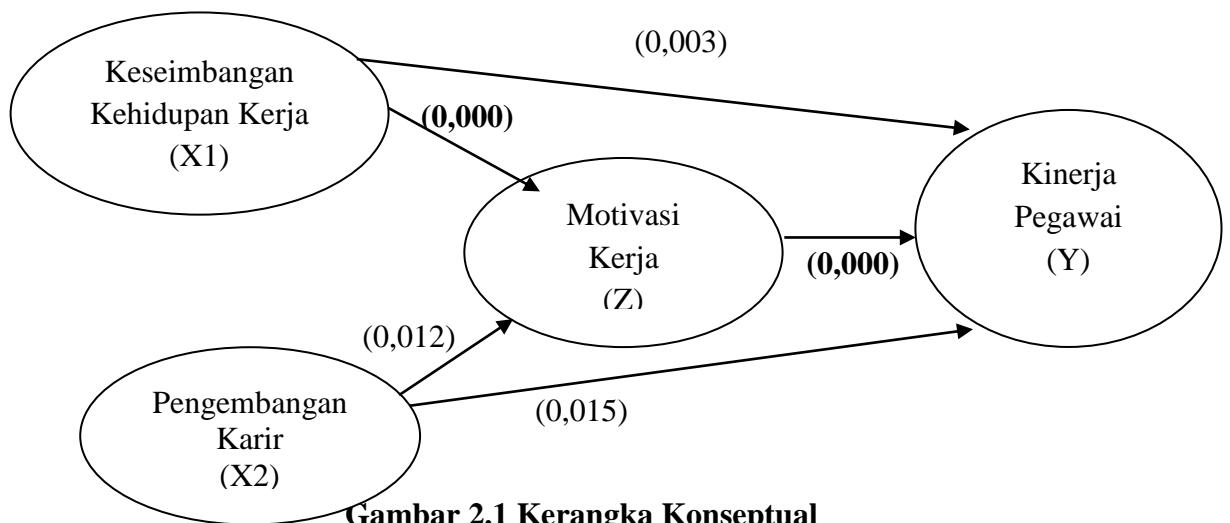 (0,003)
Keseimbangan
Kehidupan Kerja
(X1)
(0,000)
Motivasi
Kerja
(Z)
Kinerja
Pegawai
(Y)
(0,000)
(0,012)
Pengembangan
Karir
(X2)
(0,015)
Gambar 2.1 Kerangka Konseptual